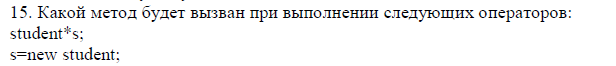 15. Какой метод будет вызван при выполнении следующих операторов:
student*s;
s=new student;